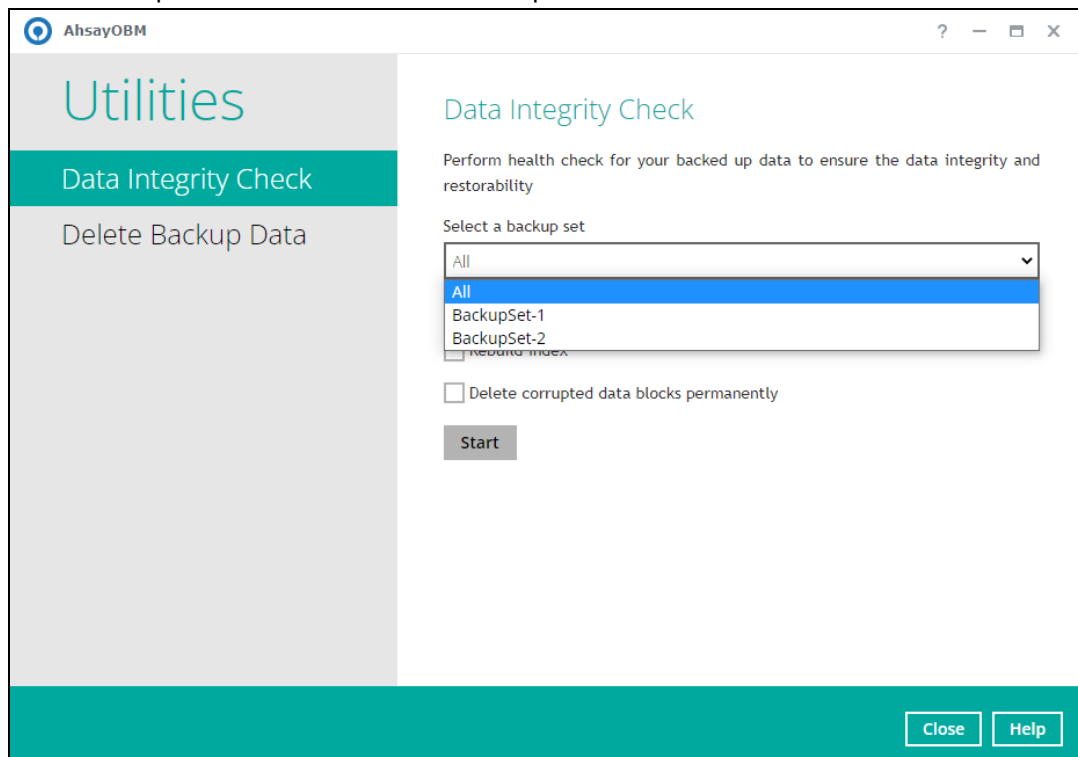 AhsayOBM
Utilities
Data Integrity Check
Delete Backup Data
Data Integrity Check
Perform health check for your backed up data to ensure the data integrity and
restorability
Select a backup set
All
All
BackupSet-1
BackupSet-2
Rebuild index
Delete corrupted data blocks permanently
Start
Close
Help